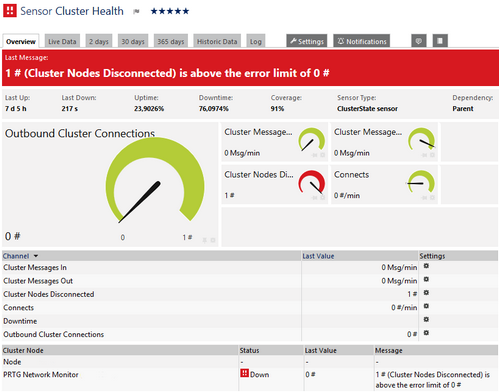 Sensor Cluster Health
Overview Live Data 2 days 30 days 365 days Historic Data Log Settings Notifications
Last Message:
1 # (Cluster Nodes Disconnected) is above the error limit of 0 #
Last Up: Last Down: Uptime: Downtime: Coverage: Sensor Type: Dependency:
7 d 5 h 217 s 23,9026% 76,0974% 91% ClusterState sensor Parent
Outbound Cluster Connections
0 #
0 1 #
Cluster Message...
0 Msg/min
Cluster Message...
0 Msg/min
Cluster Nodes Di...
1 #
Connects
0 #/min
Channel Last Value Settings
Cluster Messages In 0 Msg/min
Cluster Messages Out 0 Msg/min
Cluster Nodes Disconnected 1 #
Connects 0 #/min
Downtime
Outbound Cluster Connections 0 #
Cluster Node Status Last Value Message
Node - - -
PRTG Network Monitor Down 0 # 1 # (Cluster Nodes Disconnected) is
above the error limit of 0 #